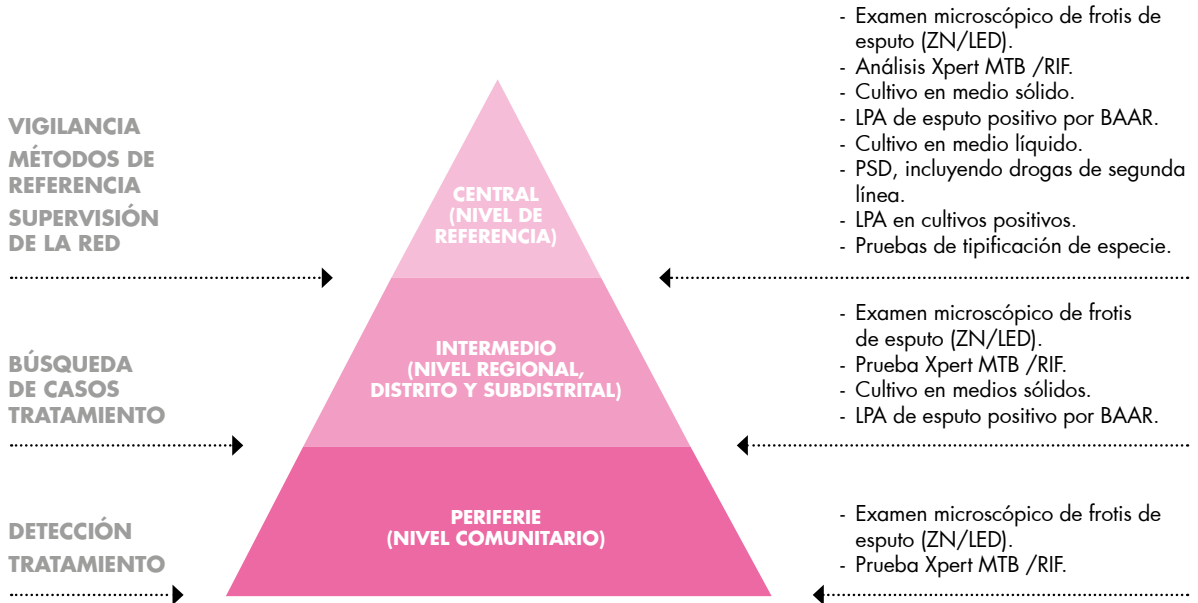 VIGILANCIA
MÉTODOS DE
REFERENCIA
SUPERVISIÓN
DE LA RED
CENTRAL
(NIVEL DE
REFERENCIA)
- Examen microscópico de frotis de
esputo (ZN/LED).
- Análisis Xpert MTB /RIF.
- Cultivo en medio sólido.
- LPA de esputo positivo por BAAR.
- Cultivo en medio líquido.
- PSD, incluyendo drogas de segunda
línea.
- LPA en cultivos positivos.
- Pruebas de tipificación de especie.
BÚSQUEDA
DE CASOS
TRATAMIENTO
INTERMEDIO
(NIVEL REGIONAL,
DISTRITO Y SUBDISTRITAL)
- Examen microscópico de frotis
de esputo (ZN/LED).
- Prueba Xpert MTB /RIF.
- Cultivo en medios sólidos.
- LPA de esputo positivo por BAAR.
DETECCIÓN
TRATAMIENTO
PERIFERIE
(NIVEL COMUNITARIO)
- Examen microscópico de frotis de
esputo (ZN/LED).
- Prueba Xpert MTB /RIF.